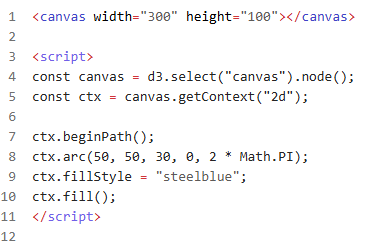 1 <canvas width="300" height="100"></canvas>
2
3 <script>
4 const canvas = d3.select("canvas").node();
5 const ctx = canvas.getContext("2d");
6
7 ctx.beginPath();
8 ctx.arc(50, 50, 30, 0, 2 * Math.PI);
9 ctx.fillStyle = "steelblue";
10 ctx.fill();
11 </script>
12